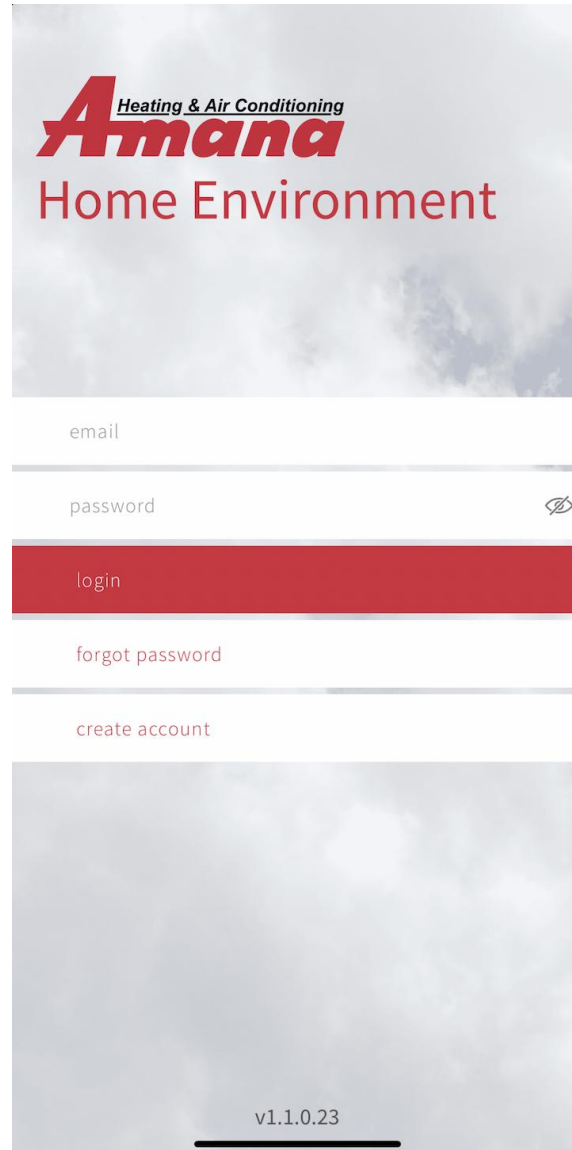 Heating & Air Conditioning
Amana
Home Environment
email
password
login
forgot password
create account
v1.1.0.23